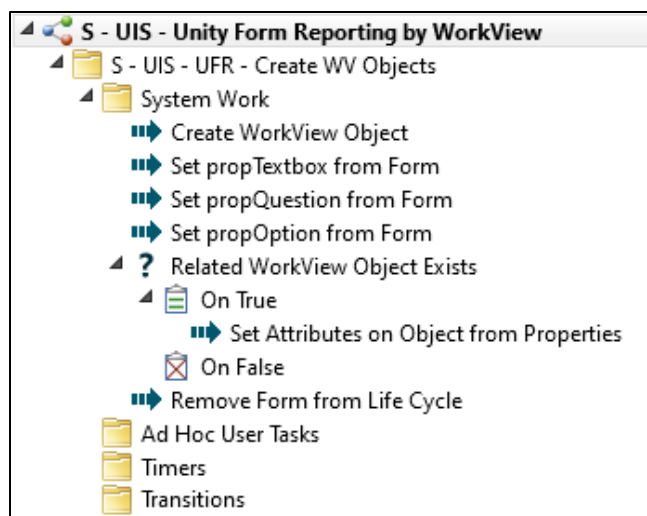 S - UIS - Unity Form Reporting by WorkView
S - UIS - UFR - Create WV Objects
System Work
Create WorkView Object
Set propTextbox from Form
Set propQuestion from Form
Set propOption from Form
? Related WorkView Object Exists
On True
Set Attributes on Object from Properties
On False
Remove Form from Life Cycle
Ad Hoc User Tasks
Timers
Transitions